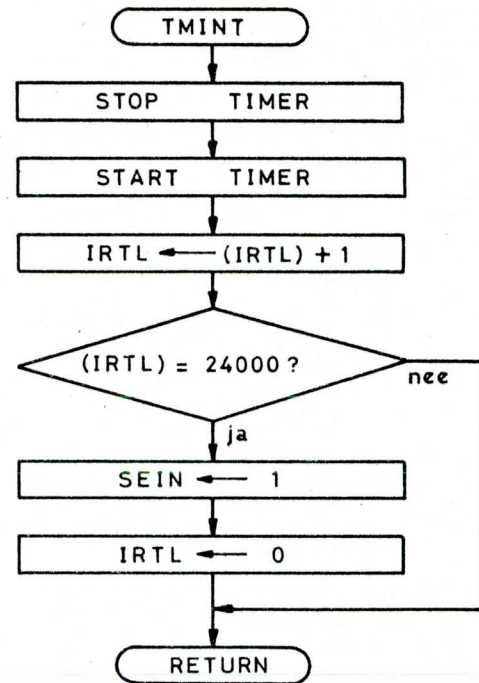 TMINT
STOP TIMER
START TIMER
IRTL ← (IRTL) + 1
(IRTL) = 24000 ?
nee
ja
SEIN ← 1
IRTL ← 0
RETURN